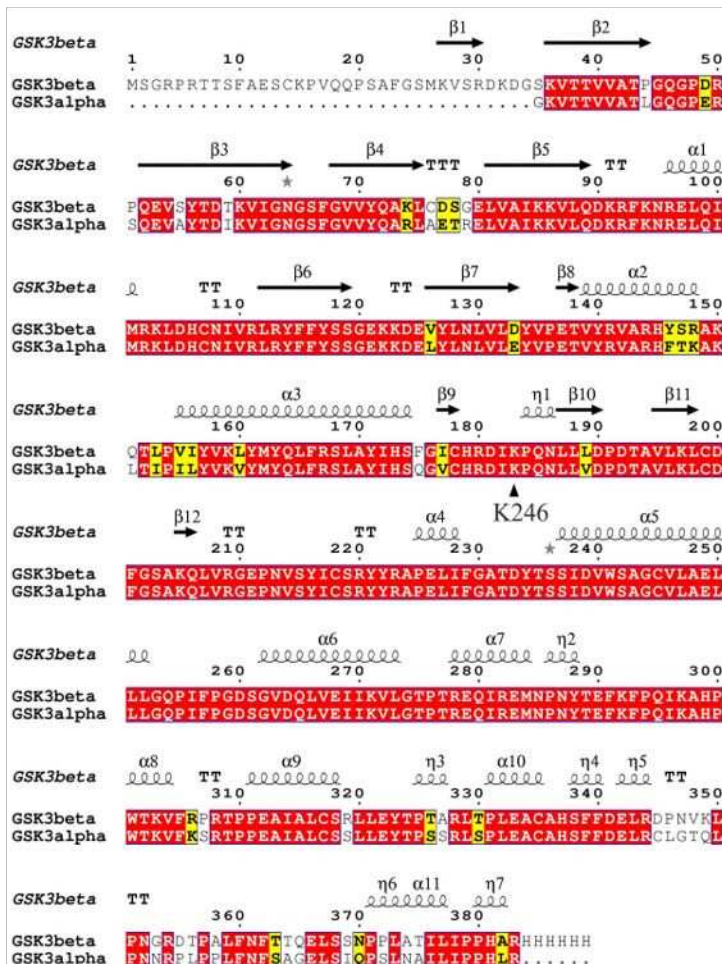 β1 β2
GSK3beta
1 10 20 30 40 50
GSK3beta MSGRPRTTSFAESCKPVQQPSAFGSMKVSRDKDGSKVTTVVATPGQGPDR
GSK3alpha ..................................GKVTTVVATLGQGPER
β3 β4 TTT β5 TT α1
GSK3beta
60 70 80 90 100
GSK3beta PQEVSYTDTKVIGNGSFGVVYQAKLCDSGELVAIKKVLQDKRFKNRELQI
GSK3alpha SQEVAYTDIKVIGNGSFGVVYQARLAETRELVAIKKVLQDKRFKNRELQI
GSK3beta TT β6 TT β7 β8 α2
110 120 130 140 150
GSK3beta MRKLDHCNIVRLRYFFYSSGEKKDEVYLNLVLDYVPETVYRVARHYSRAK
GSK3alpha MRKLDHCNIVRLRYFFYSSGEKKDELYLNLVLEYVPETVYRVARHFTKAK
α3 β9 η1 β10 β11
GSK3beta
160 170 180 190 200
GSK3beta QTLPVIYVKLYMYQLFRSLAYIHSFGICHRDIKPQNLLLDPDTAVLKLCD
GSK3alpha LTIPILYVKVYMYQLFRSLAYIHSQGVCHRDIKPQNLLVDPDTAVLKLCD
K246
GSK3beta β12 TT TT α4 α5
210 220 230 240 250
GSK3beta FGSAKQLVRGEPNVSYICSRYYRAPELIFGATDYTSSIDVWSAGCVLAEL
GSK3alpha FGSAKQLVRGEPNVSYICSRYYRAPELIFGATDYTSSIDVWSAGCVLAEL
α6 α7 η2
GSK3beta
260 270 280 290 300
GSK3beta LLGQPIFPGDSGVDQLVEIIKVLGTPTREQIREMNPNYTEFKFPQIKAHP
GSK3alpha LLGQPIFPGDSGVDQLVEIIKVLGTPTREQIREMNPNYTEFKFPQIKAHP
GSK3beta α8 TT α9 η3 α10 η4 η5 TT
310 320 330 340 350
GSK3beta WTKVFRPRTPPEAIALCSRLLEYTPTARLTPLEACAHSFFDELRDPNVKL
GSK3alpha WTKVFKSRTPPEAIALCSSLLEYTPSSRLSPLEACAHSFFDELRCLGTQL
GSK3beta TT η6 α11 η7
360 370 380
GSK3beta PNGRDTPALFNFTTQELSSNPPLATILIPPHARHHHHHH
GSK3alpha PNNRPLPPLFNFSAGELSIQPSLNAILIPPHLR......